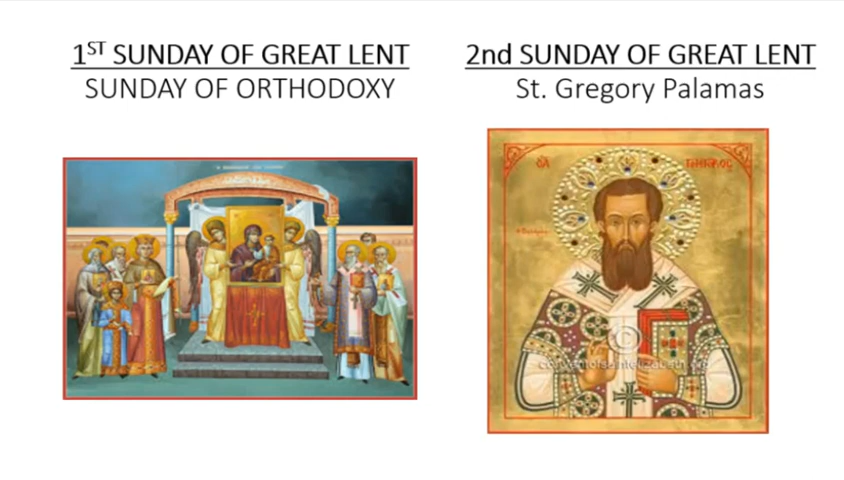 1ST SUNDAY OF GREAT LENT
SUNDAY OF ORTHODOXY
2nd SUNDAY OF GREAT LENT
St. Gregory Palamas